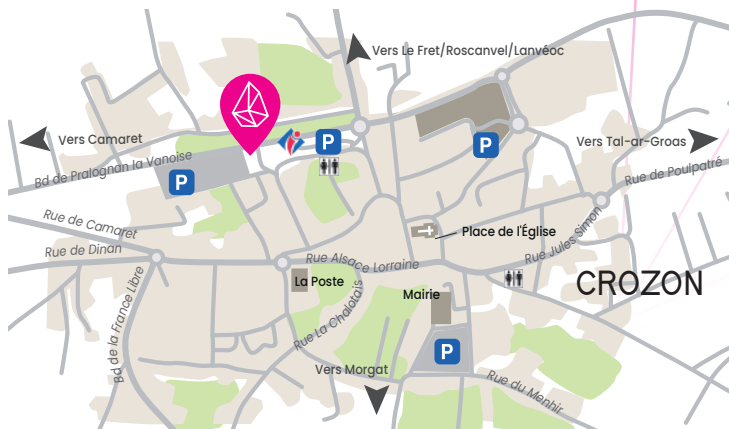 Vers Le Fret/Roscanvel/Lanvéoc
Vers Camaret
P
P
Vers Tal-ar-Groas
Bd de Pralognan la Vanoise
P
Rue de Poulpatré
Rue de Camaret
Place de l'Église
Rue Jules Simon
Rue de Dinan
Rue Alsace Lorraine
La Poste
CROZON
Mairie
Bd de la France Libre
Rue La Chalotais
P
Vers Morgat
Rue du Menhir